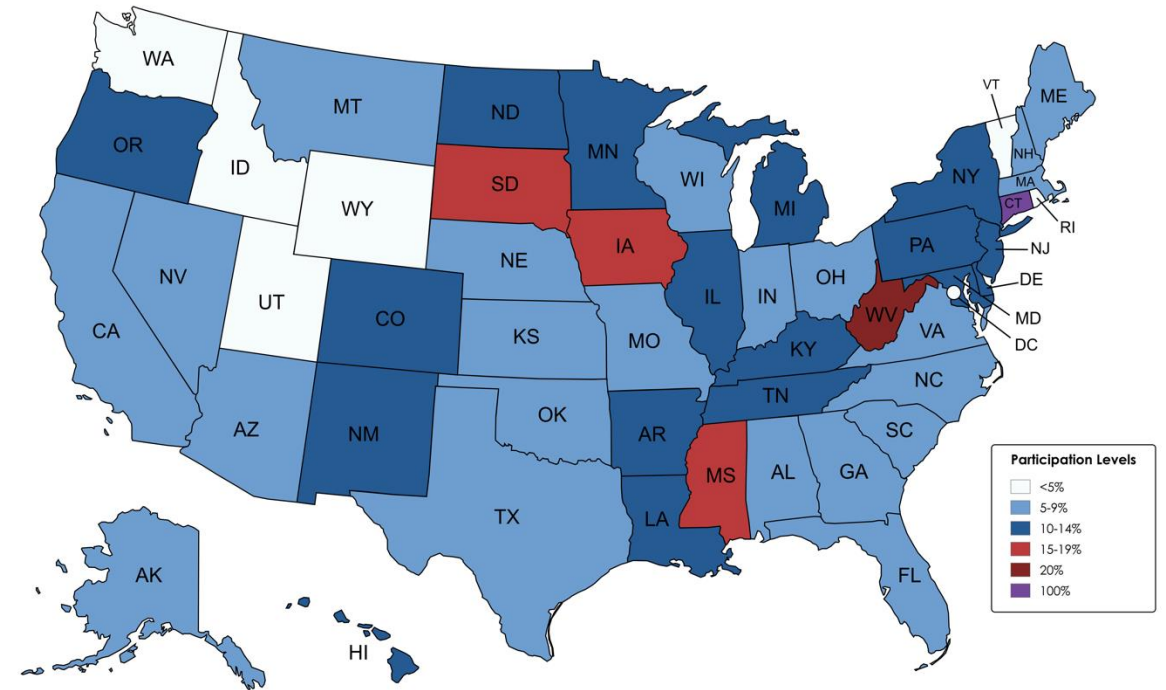 WA
MT
ND
MN
VT
ME
OR
ID
SD
WI
NH
NY
MA
WY
MI
CT
RI
IA
PA
NJ
NE
NV
OH
DE
UT
IL
IN
CO
WV
MD
CA
KS
MO
VA
DC
KY
NC
TN
OK
AZ
NM
AR
SC
MS
AL
GA
TX
LA
AK
FL
HI
Participation Levels
<5%
5-9%
10-14%
15-19%
20%
100%